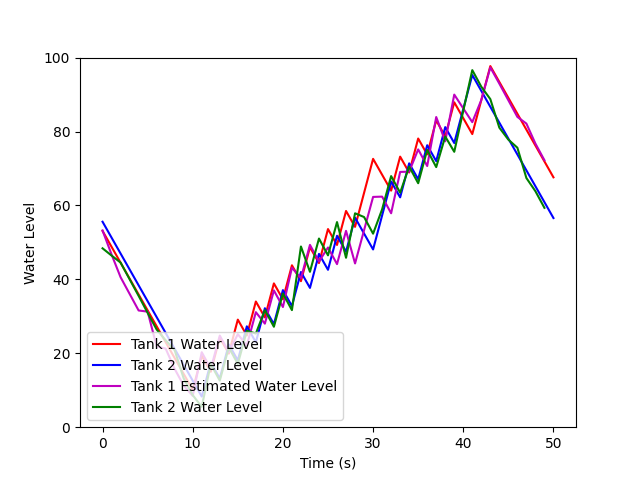 100
80
60
40
20
0
Water Level
Tank 1 Water Level
Tank 2 Water Level
Tank 1 Estimated Water Level
Tank 2 Water Level
0 10 20 30 40 50
Time (s)